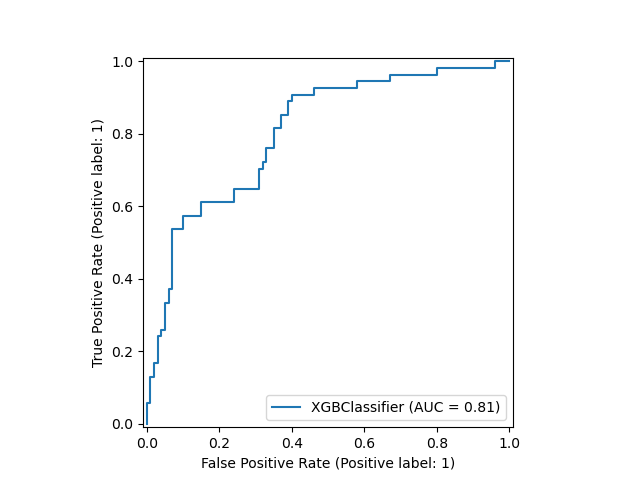 1.0
0.8
0.6
0.4
0.2
0.0
True Positive Rate (Positive label: 1)
XGBClassifier (AUC = 0.81)
0.0 0.2 0.4 0.6 0.8 1.0
False Positive Rate (Positive label: 1)